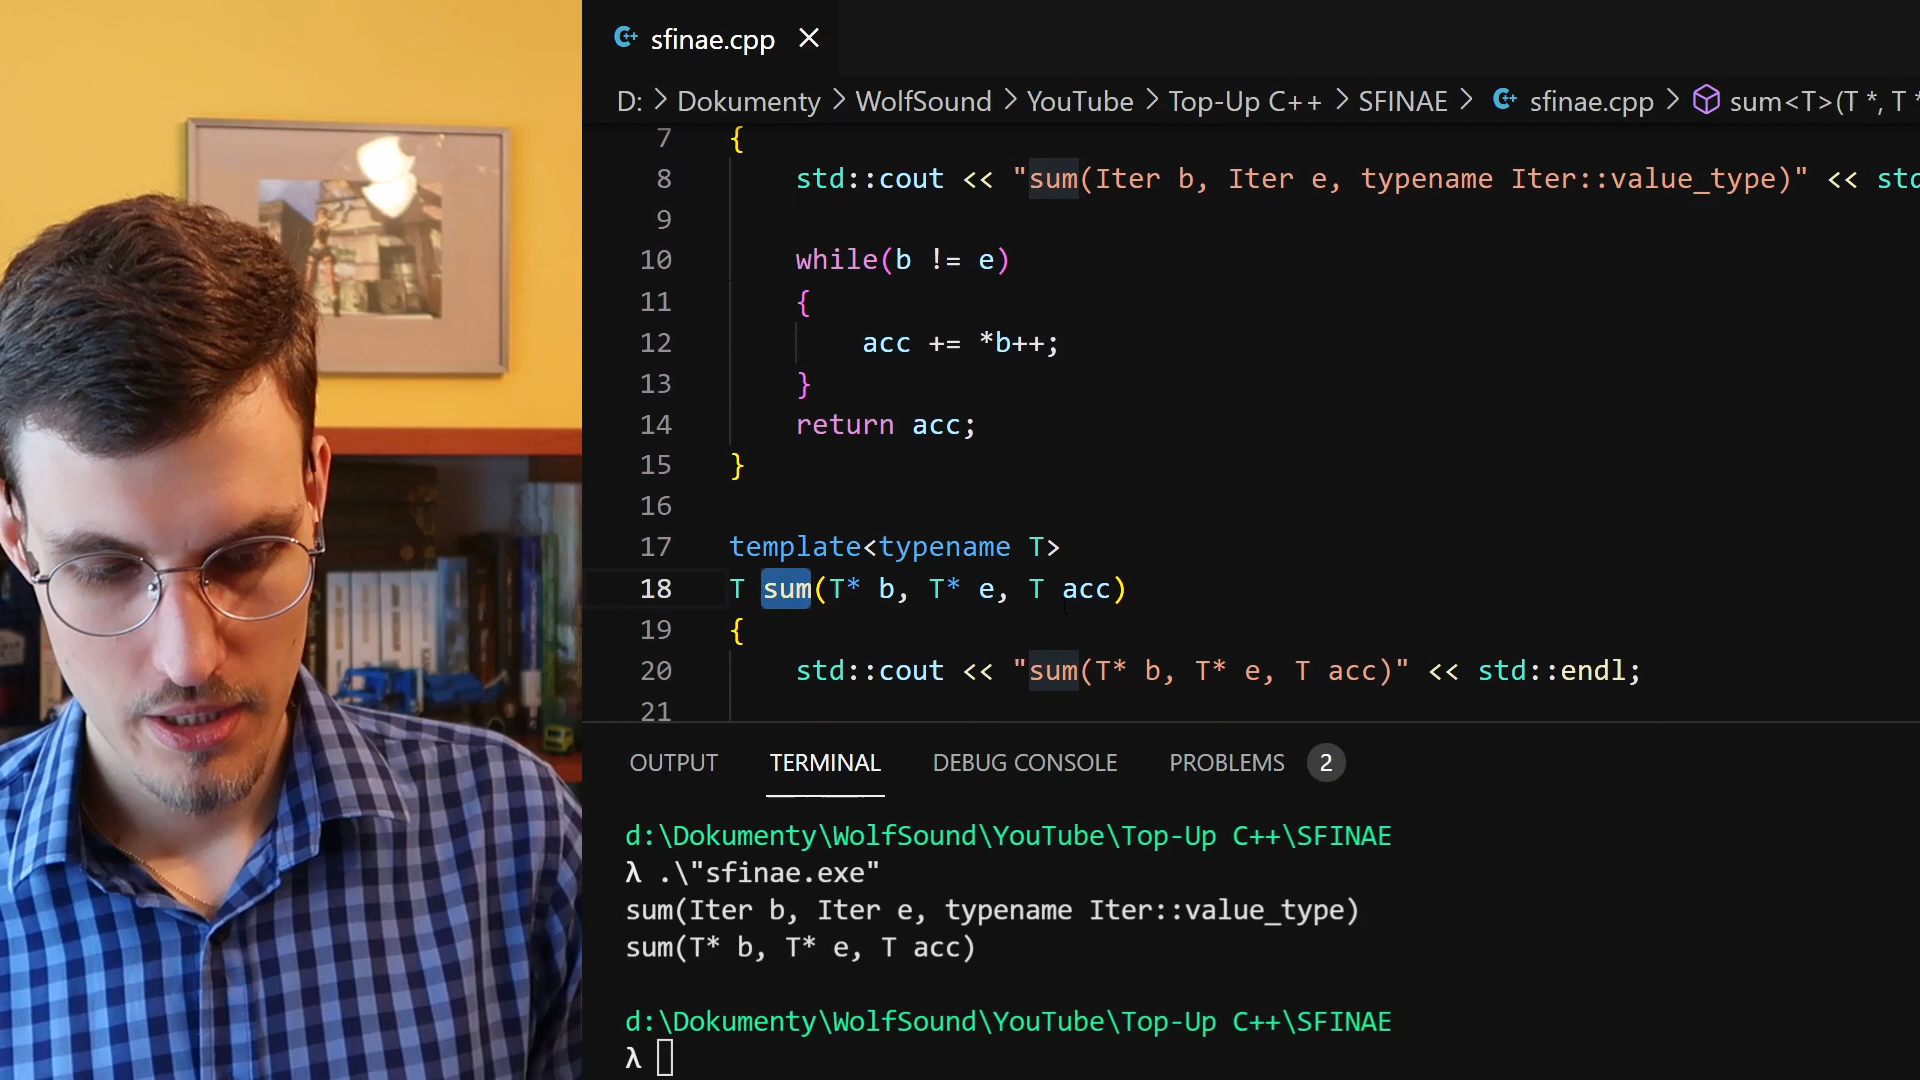 sfinae.cpp
D: > Dokumenty > WolfSound > YouTube > Top-Up C++ > SFINAE > sfinae.cpp > sum<T>(T *, T *
7 {
8 std::cout << "sum(Iter b, Iter e, typename Iter::value_type)" << std
9
10 while(b != e)
11 {
12 acc += *b++;
13 }
14 return acc;
15 }
16
17 template<typename T>
18 T sum(T* b, T* e, T acc)
19 {
20 std::cout << "sum(T* b, T* e, T acc)" << std::endl;
21
OUTPUT TERMINAL DEBUG CONSOLE PROBLEMS 2
d:\Dokumenty\WolfSound\YouTube\Top-Up C++\SFINAE
λ .\"sfinae.exe"
sum(Iter b, Iter e, typename Iter::value_type)
sum(T* b, T* e, T acc)
d:\Dokumenty\WolfSound\YouTube\Top-Up C++\SFINAE
λ